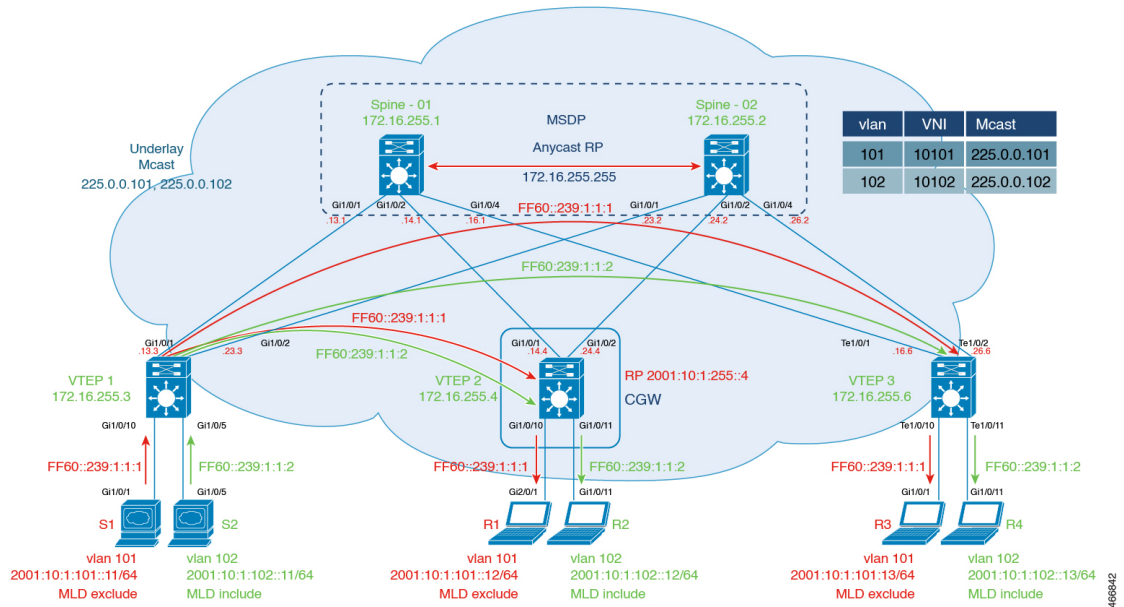 Spine - 01
172.16.255.1
MSDP
Spine - 02
172.16.255.2
Anycast RP
172.16.255.255
vlan VNI Mcast
101 10101 225.0.0.101
102 10102 225.0.0.102
Underlay
Mcast
225.0.0.101, 225.0.0.102
Gi1/0/1 Gi1/0/2 Gi1/0/4 Gi1/0/1 Gi1/0/2 Gi1/0/4
.13.1 .14.1 .16.1 .23.2 .24.2 .26.2
FF60::239:1:1:1
FF60:239:1:1:2
FF60::239:1:1:1
FF60:239:1:1:2
Gi1/0/1 Gi1/0/2 Gi1/0/1 Gi1/0/2 Te1/0/1 Te1/0/2
.13.3 .23.3 .14.4 .24.4 .16.6 26.6
VTEP 1
172.16.255.3
VTEP 2
172.16.255.4
RP 2001:10:1:255::4
CGW
VTEP 3
172.16.255.6
Gi1/0/10 Gi1/0/5 Gi1/0/10 Gi1/0/11 Te1/0/10 Te1/0/11
FF60::239:1:1:1 FF60::239:1:1:2 FF60::239:1:1:1 FF60::239:1:1:2 FF60::239:1:1:1 FF60::239:1:1:2
Gi1/0/1 Gi1/0/5 Gi2/0/1 Gi1/0/11 Gi1/0/1 Gi1/0/11
S1 S2 R1 R2 R3 R4
vlan 101 vlan 102 vlan 101 vlan 102 vlan 101 vlan 102
2001:10:1:101::11/64 2001:10:1:102::11/64 2001:10:1:101::12/64 2001:10:1:102::12/64 2001:10:1:101:13/64 2001:10:1:102::13/64
MLD exclude MLD include MLD exclude MLD include MLD exclude MLD include
466842